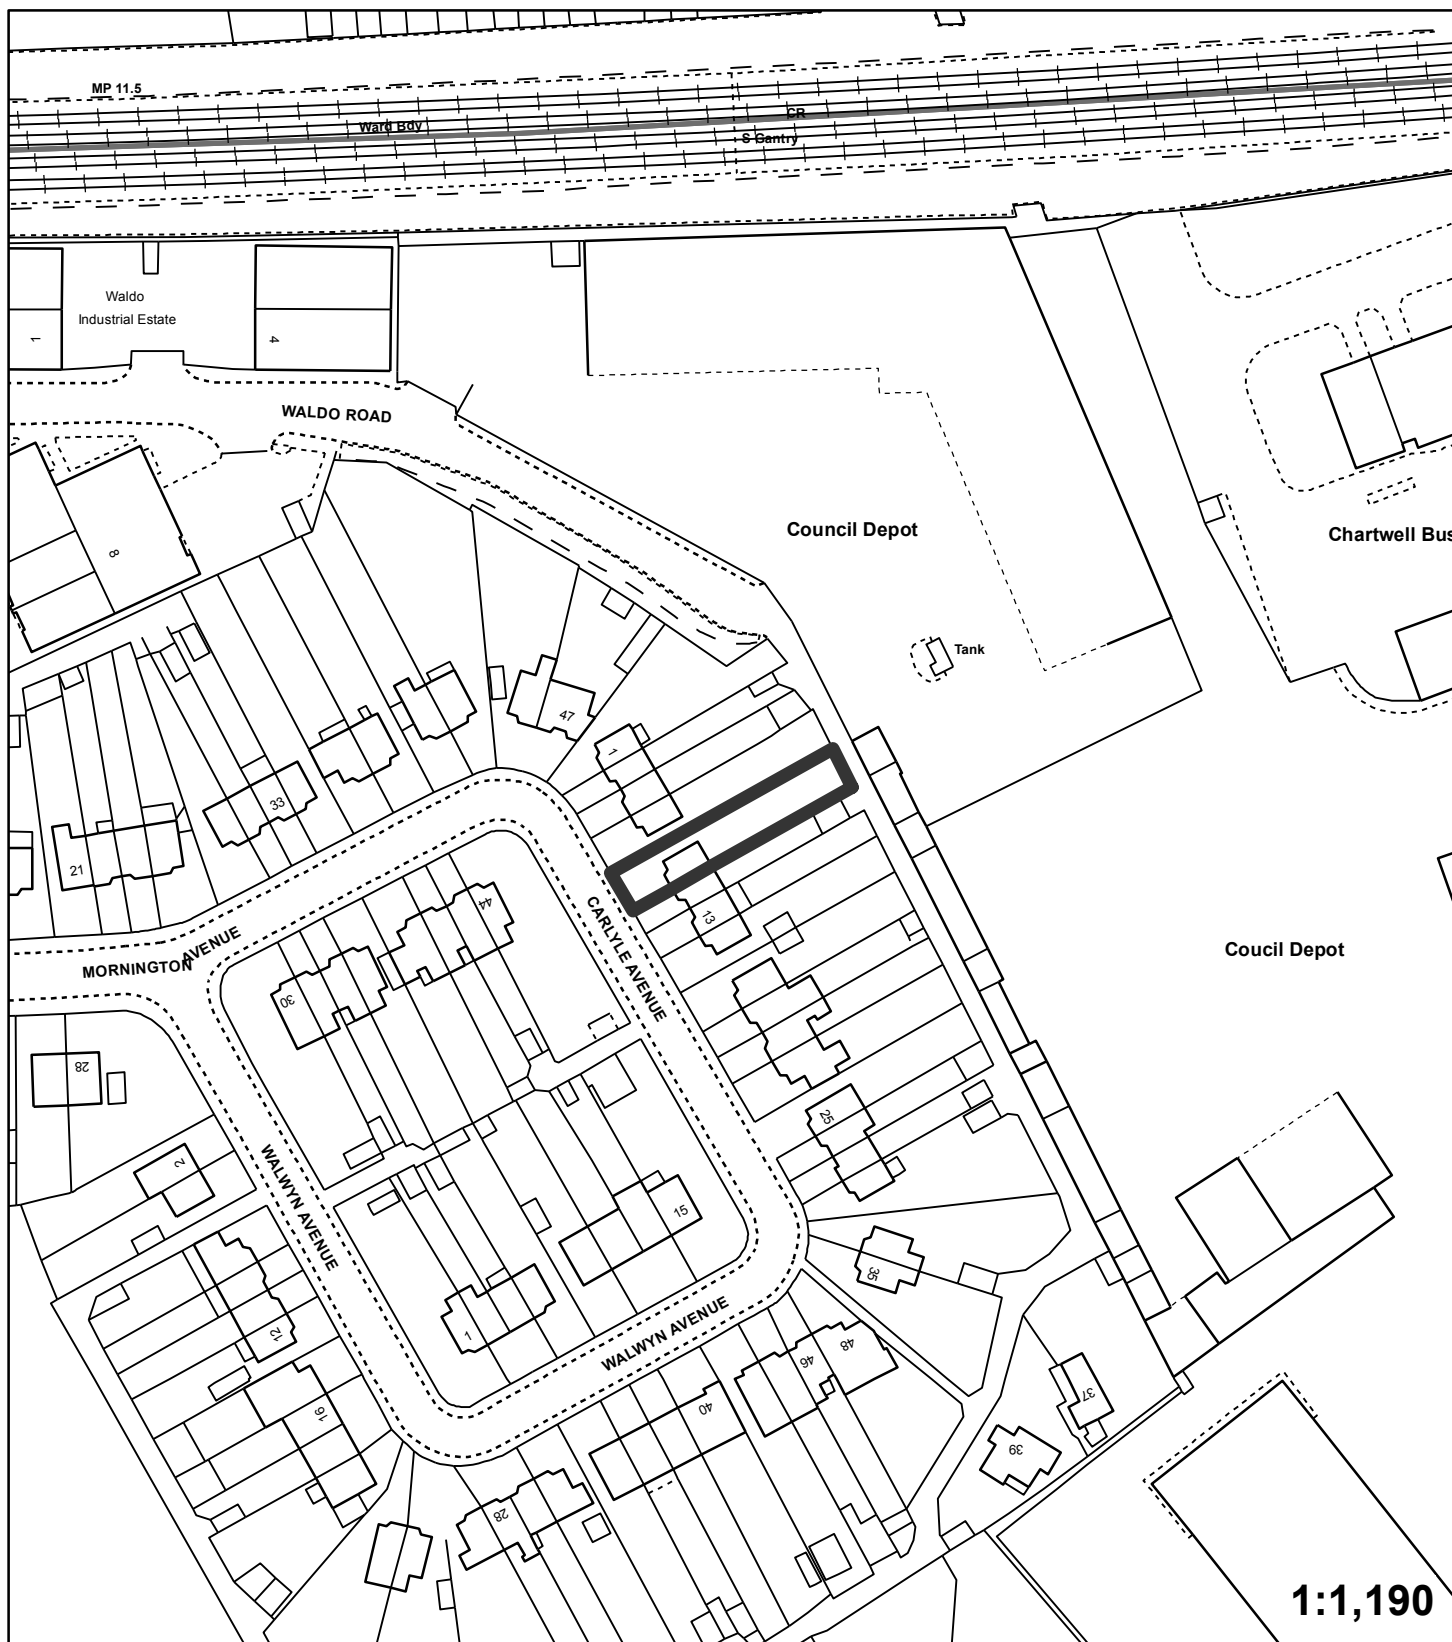 MP 11.5
Ward Bdy
CR
S Gantry
Waldo
Industrial Estate
1
4
WALDO ROAD
8
Council Depot
Chartwell Bus
Tank
47
1
33
21
13
44
CARLYLE AVENUE
MORNINGTON AVENUE
30
Coucil Depot
28
25
2
WALWYN AVENUE
15
35
12
1
WALWYN AVENUE
48
46
40
37
16
39
28
1:1,190